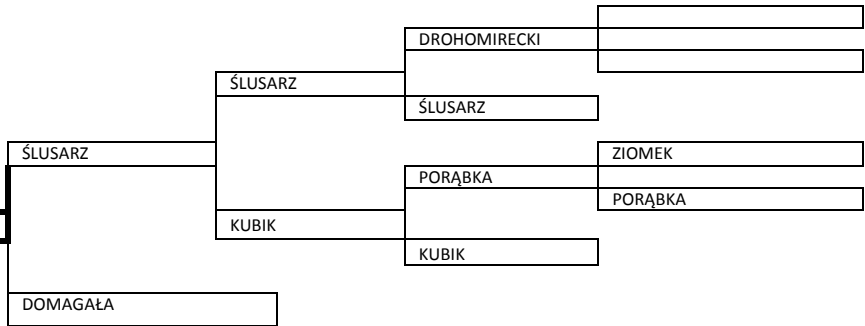 DROHOMIRECKI
ŚLUSARZ
ŚLUSARZ
ŚLUSARZ
ZIOMEK
PORĄBKA
PORĄBKA
KUBIK
KUBIK
DOMAGAŁA